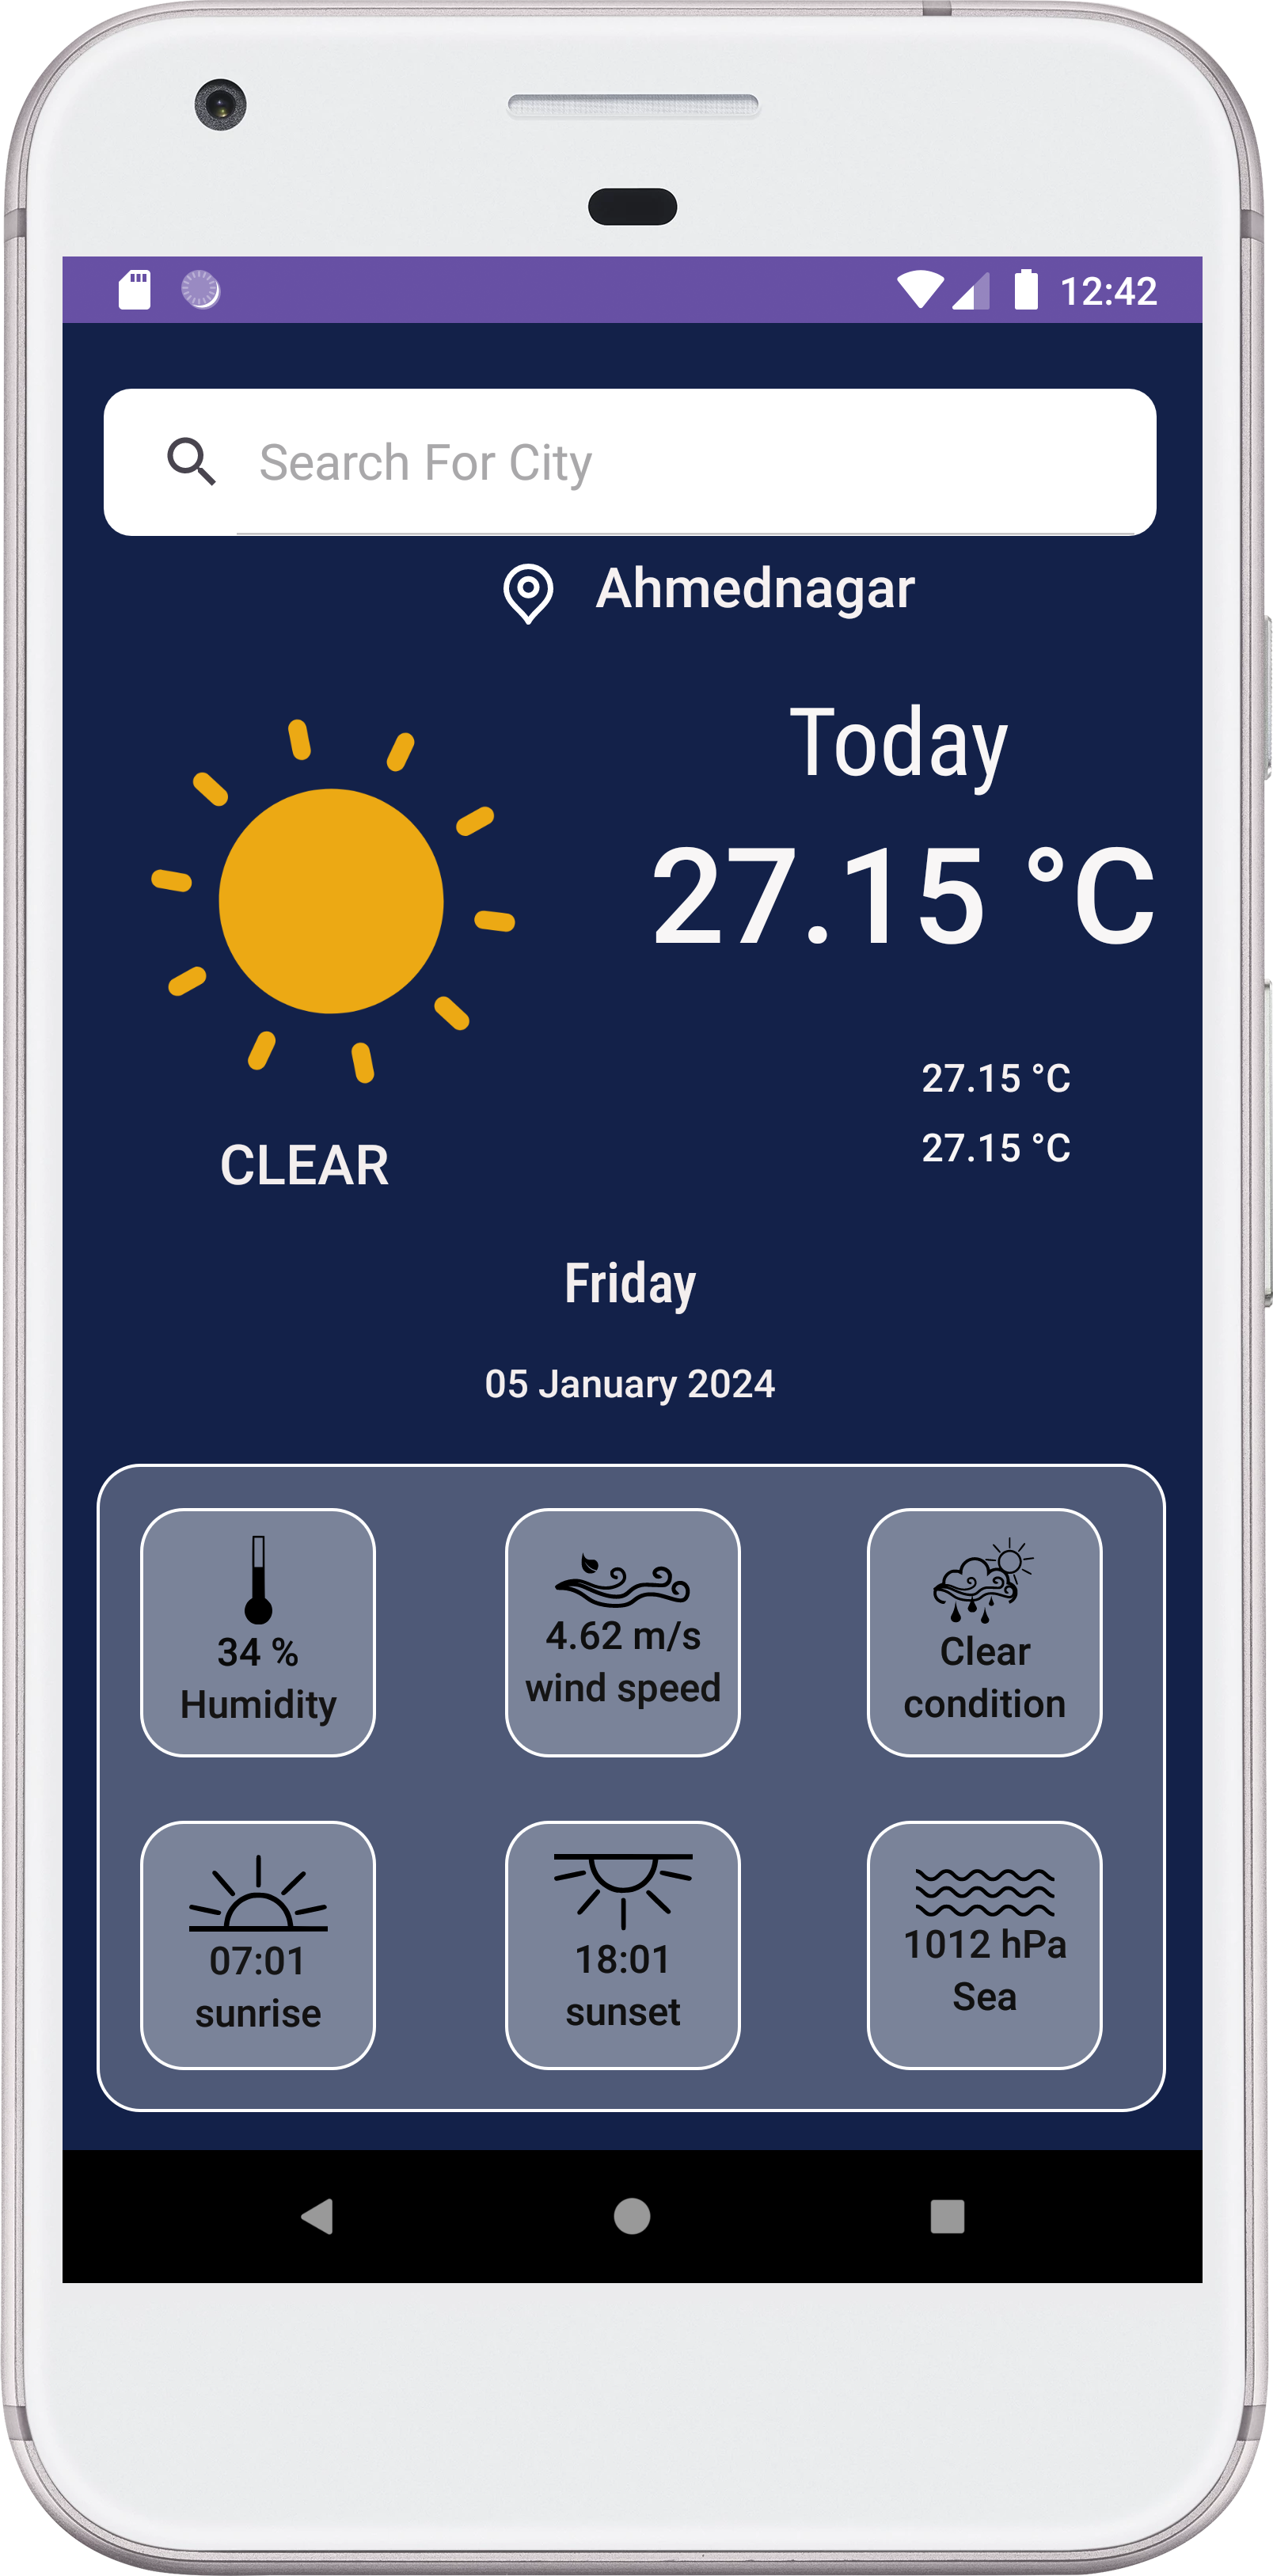 12:42
Search For City
Ahmednagar
Today
27.15 °C
27.15 °C
27.15 °C
CLEAR
Friday
05 January 2024
34 %
Humidity
4.62 m/s
wind speed
Clear
condition
07:01
sunrise
18:01
sunset
1012 hPa
Sea